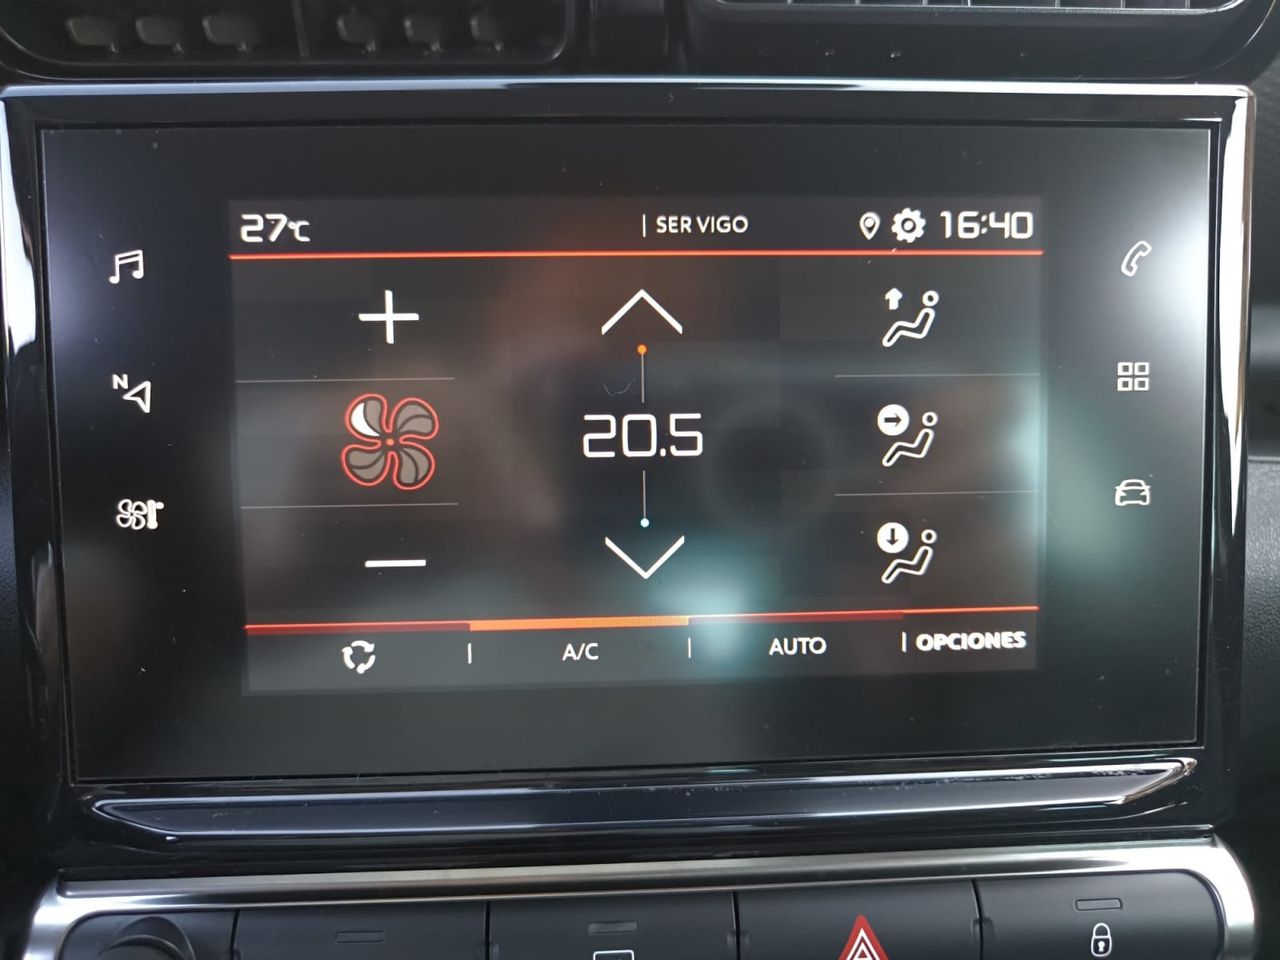 27°C
| SER VIGO
16:40
N
20.5
A/C
AUTO
| OPCIONES